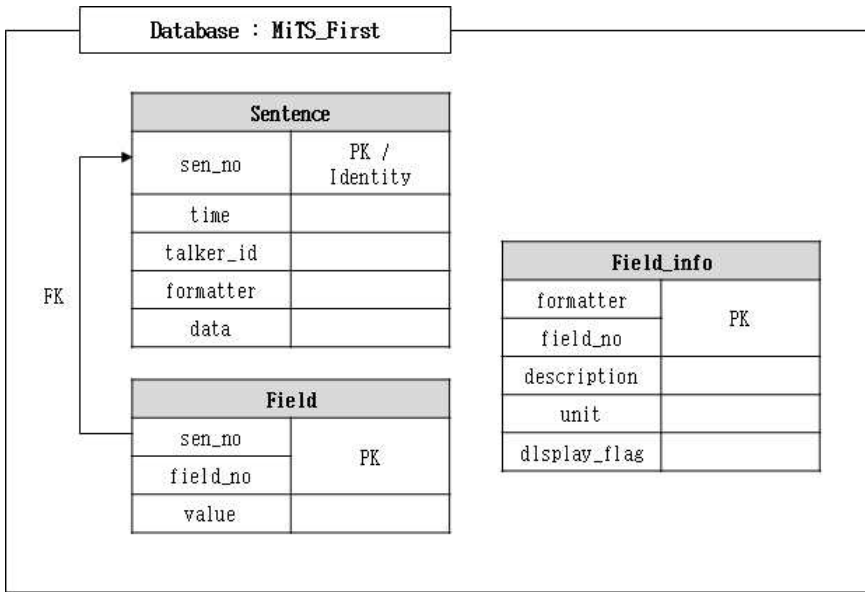 Database : MiTS_First
Sentence
sen_no
PK /
Identity
time
talker_id
formatter
data
FK
Field
sen_no
PK
field_no
value
Field_info
formatter
PK
field_no
description
unit
dlsplay_flag